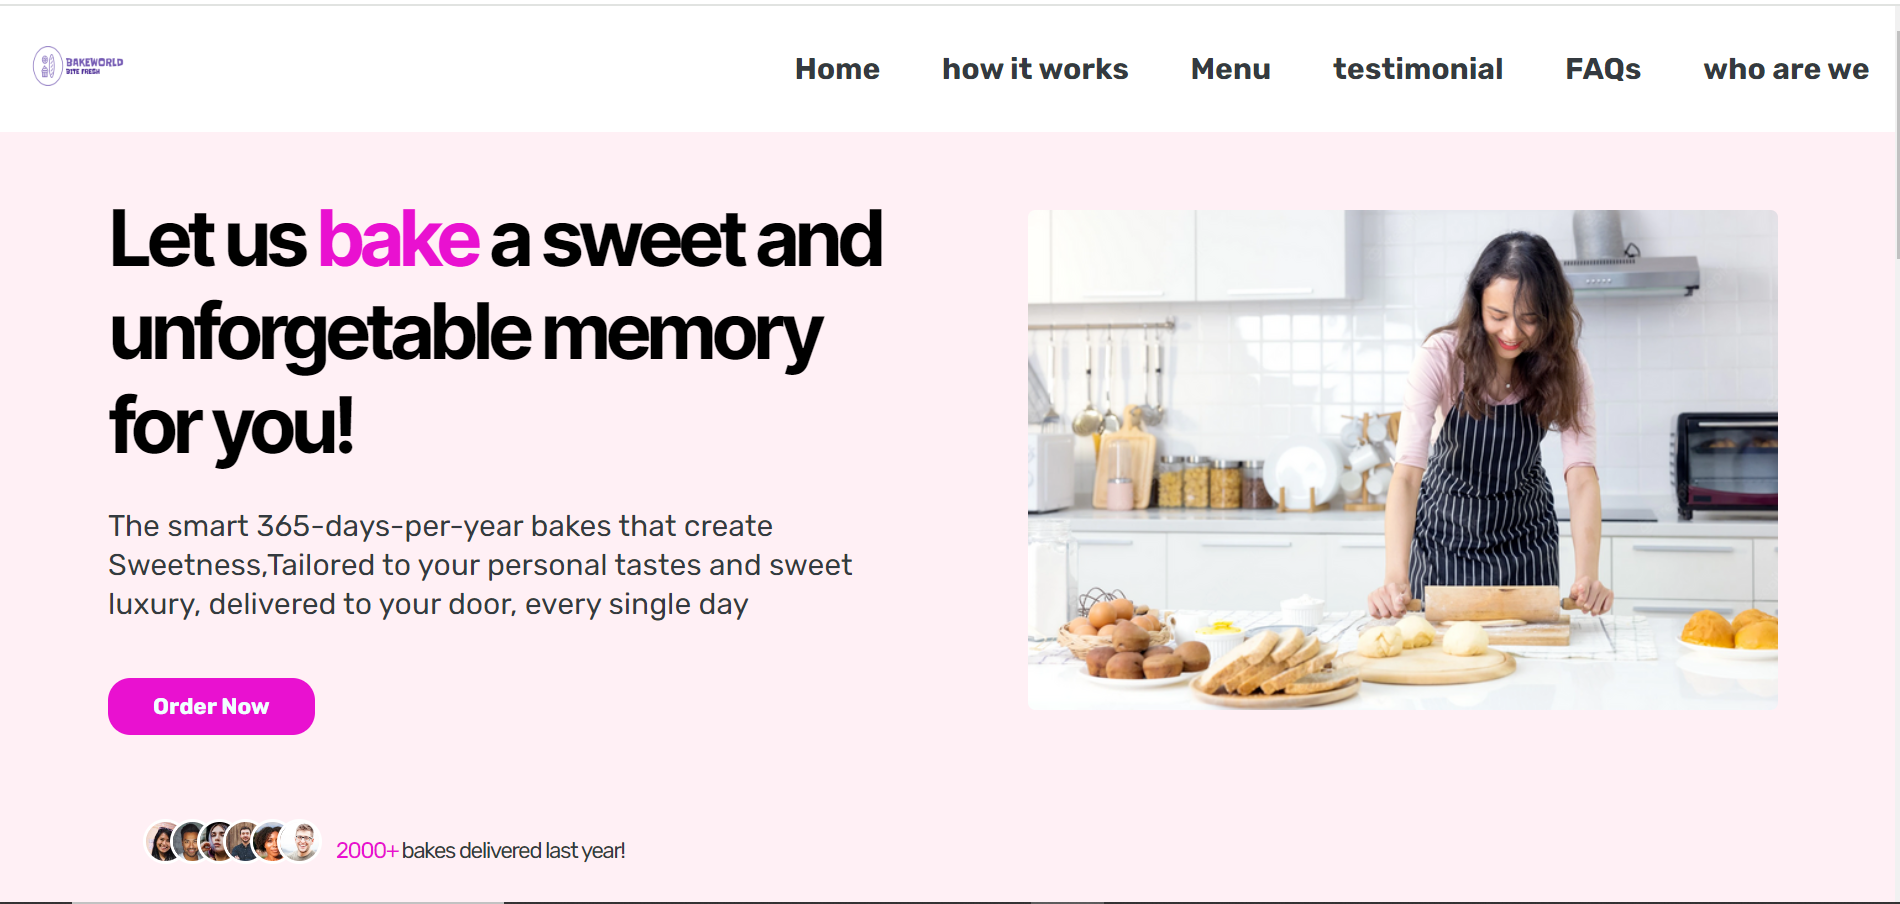 BAKEWORLD
BITE FRESH
Home how it works Menu testimonial FAQs who are we
Let us bake a sweet and
unforgetable memory
for you!
The smart 365-days-per-year bakes that create
Sweetness,Tailored to your personal tastes and sweet
luxury, delivered to your door, every single day
Order Now
2000+ bakes delivered last year!